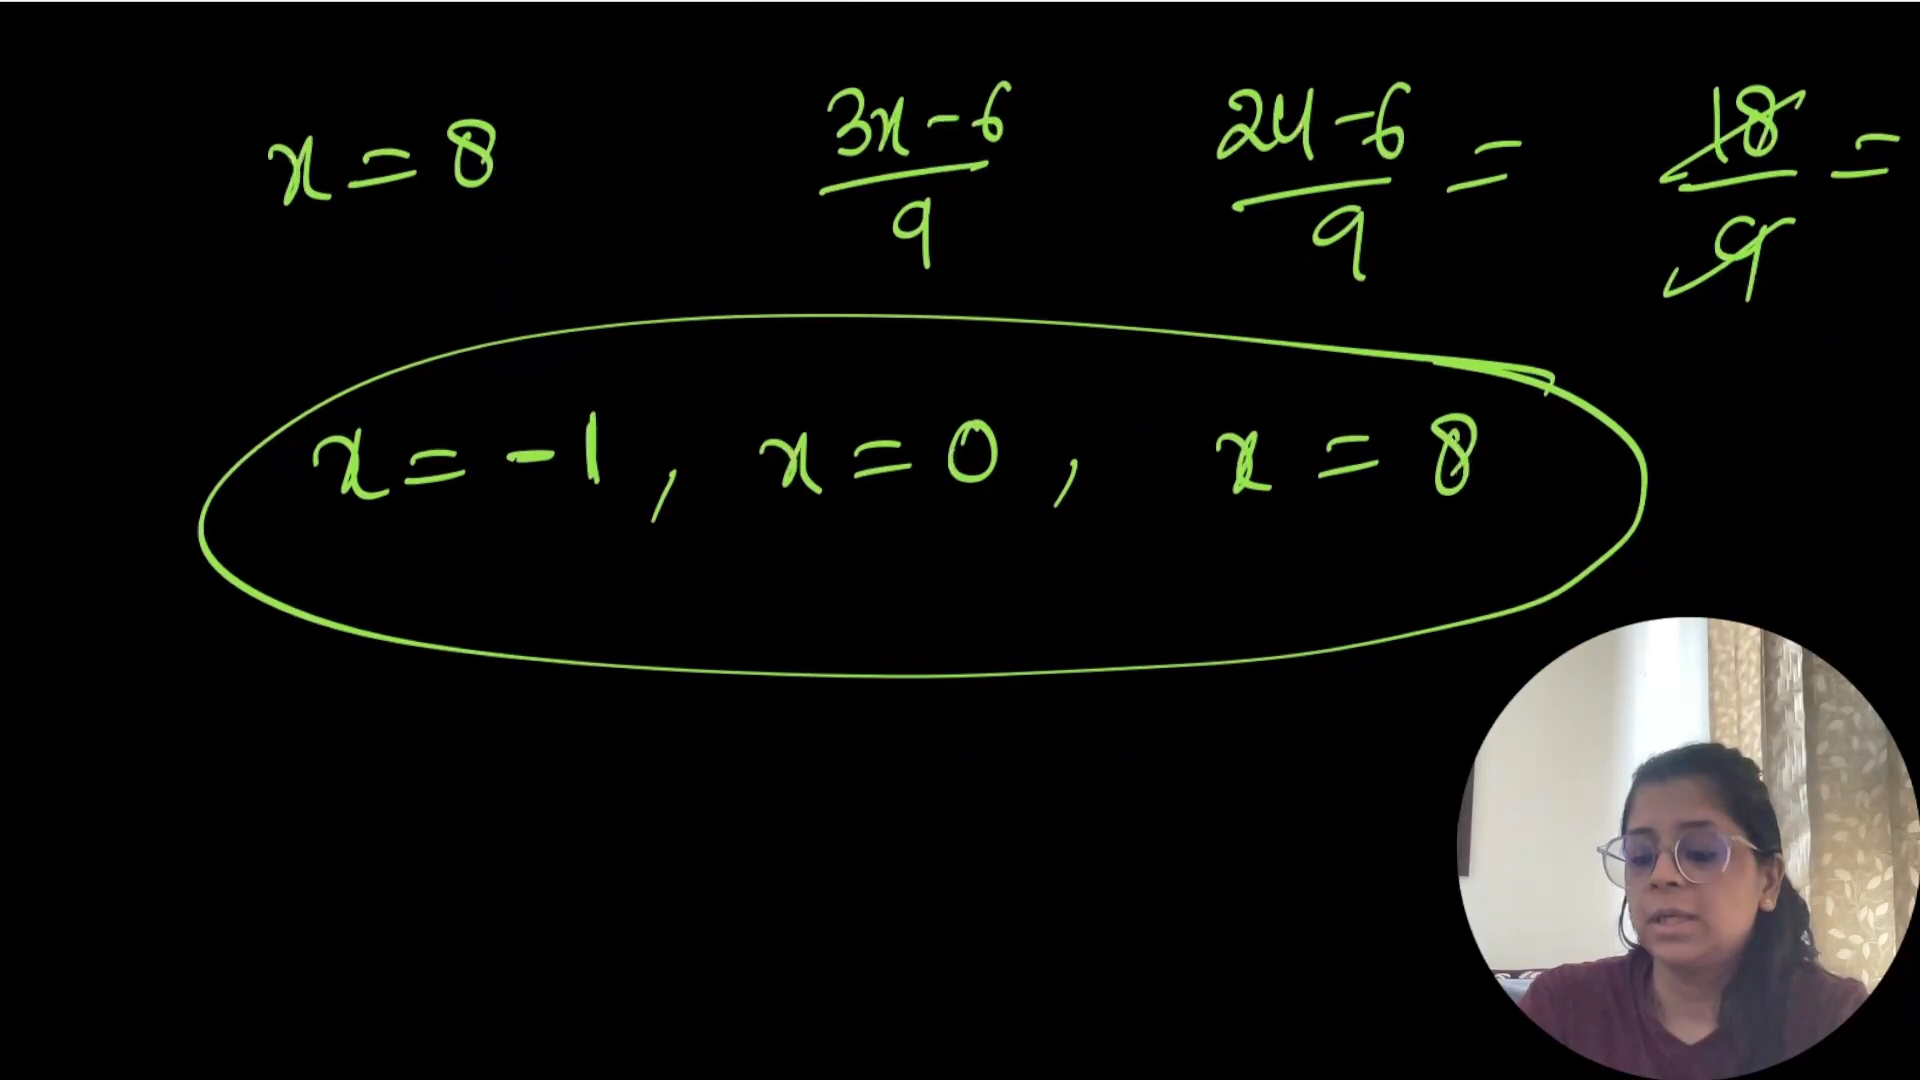 x = 8    3x-6/9    24-6/9 = 18/9 =
x = -1 , x = 0 , x = 8